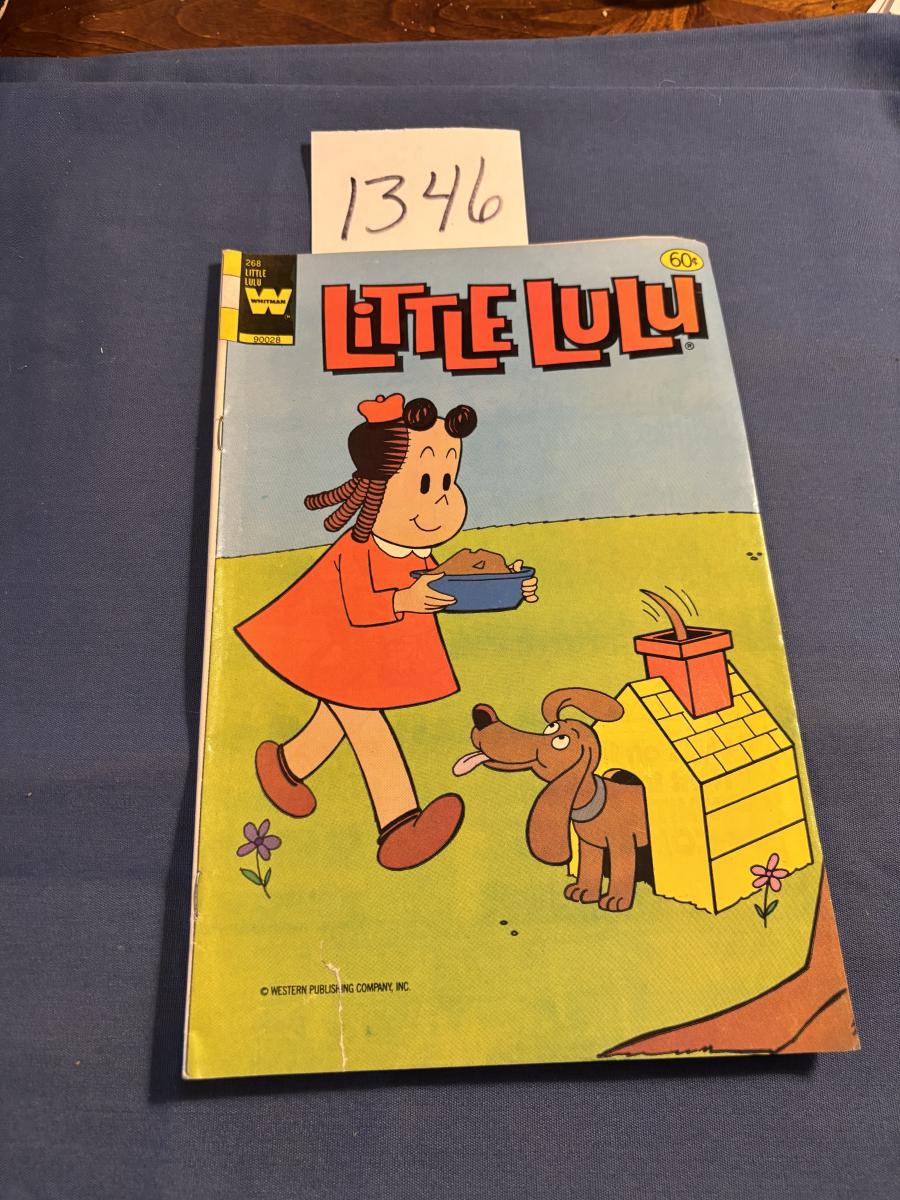 1346
268
LITTLE
LULU
W
WHITMAN
90028
60¢
LITTLE LULU®
© WESTERN PUBLISHING COMPANY, INC.